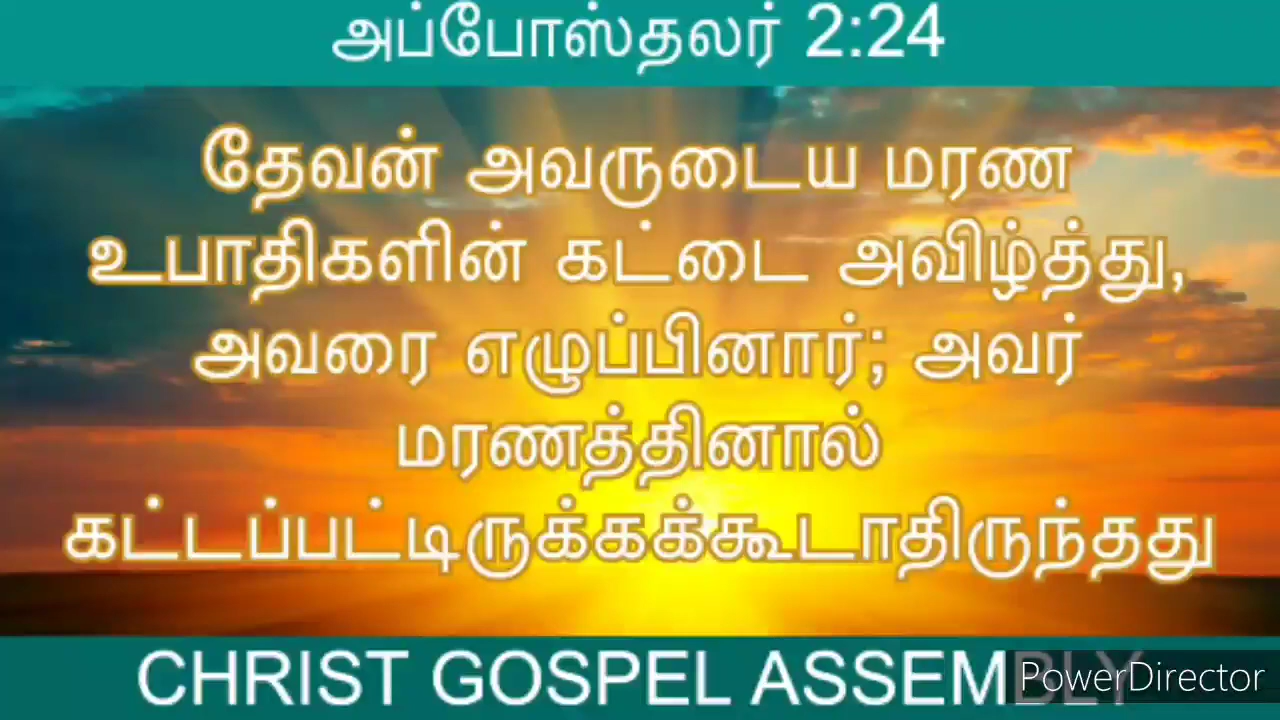 அப்போஸ்தலர் 2:24
தேவன் அவருடைய மரண
உபாதிகளின் கட்டை அவிழ்த்து,
அவரை எழுப்பினார்; அவர்
மரணத்தினால்
கட்டப்பட்டிருக்கக்கூடாதிருந்தது
CHRIST GOSPEL ASSEMBLY
PowerDirector